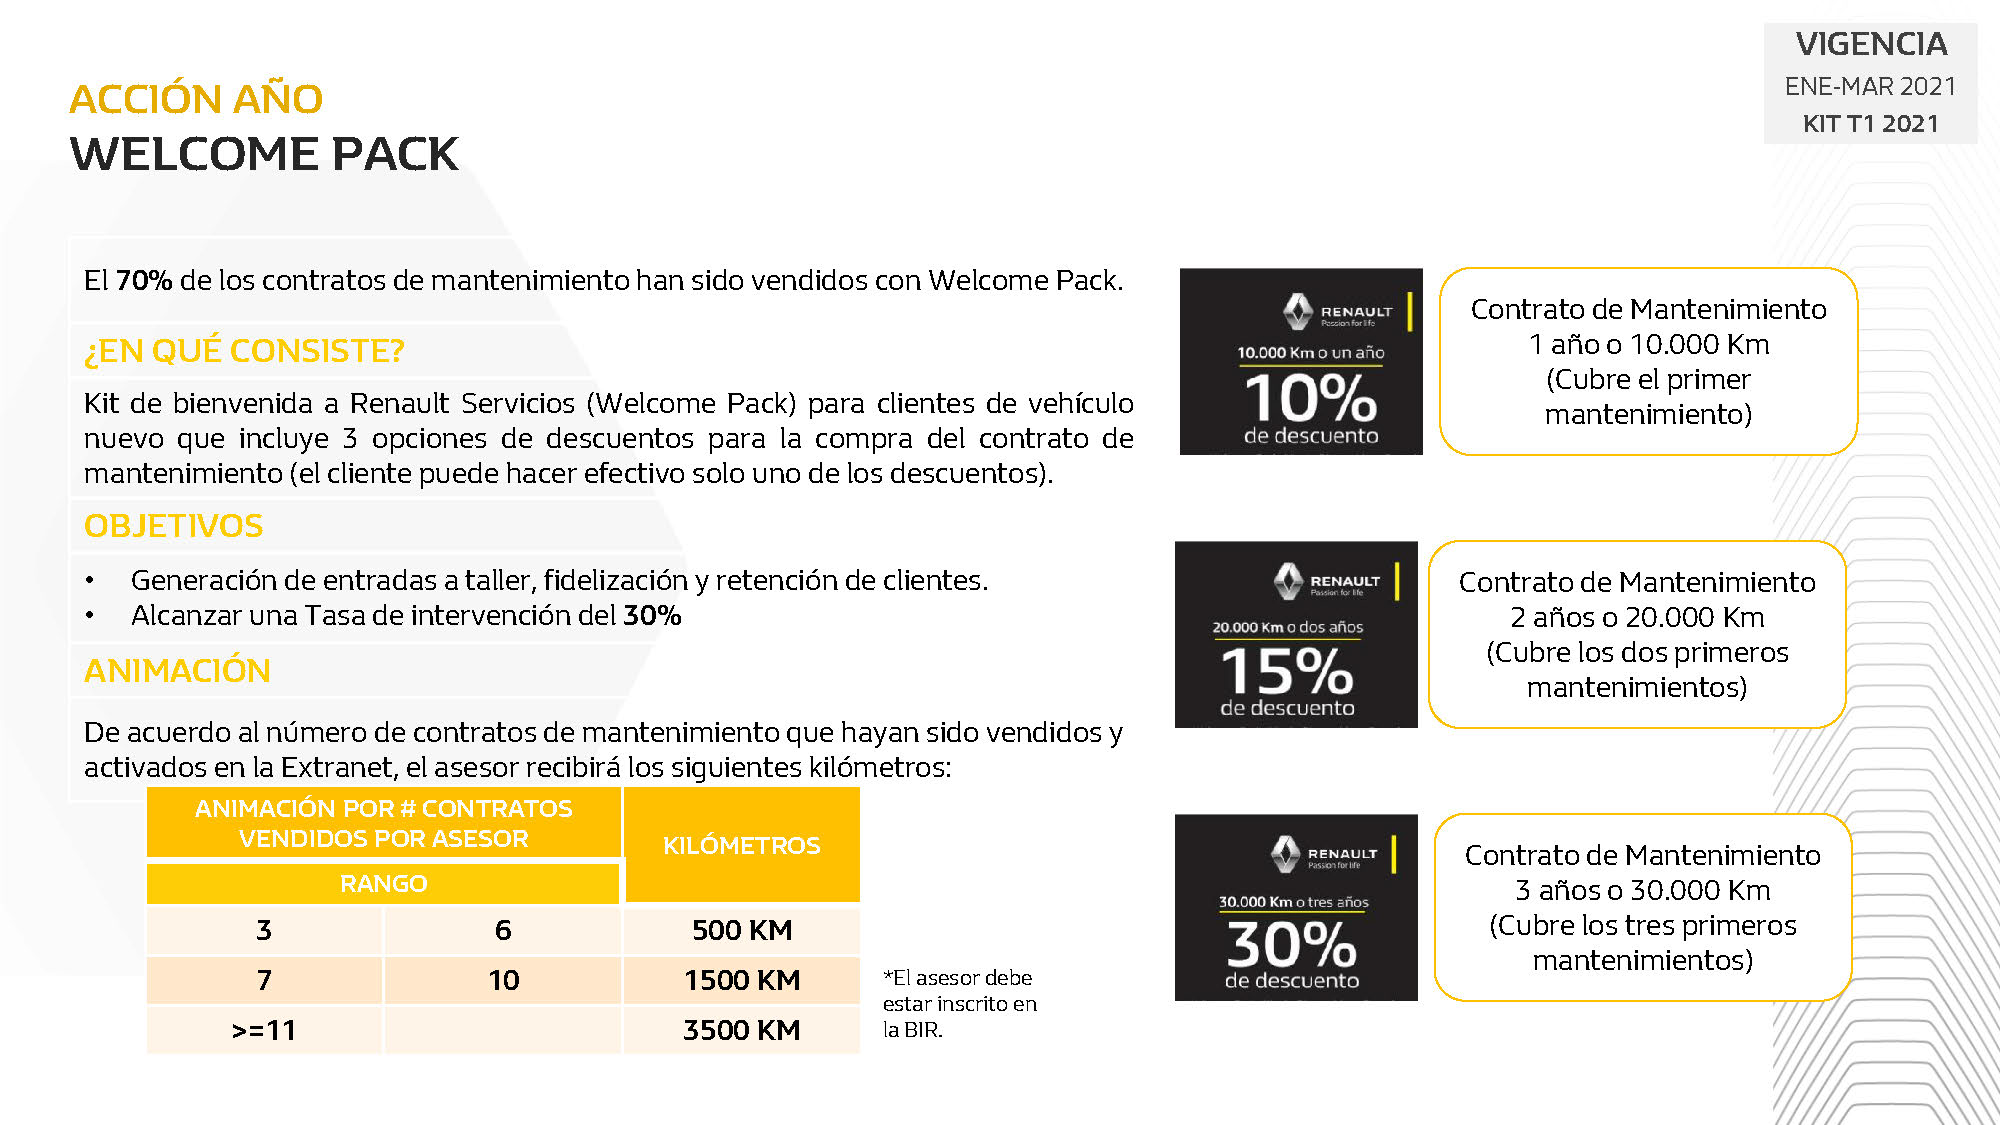 VIGENCIA
ENE-MAR 2021
KIT T1 2021
ACCIÓN AÑO
WELCOME PACK
El 70% de los contratos de mantenimiento han sido vendidos con Welcome Pack.
¿EN QUÉ CONSISTE?
Kit de bienvenida a Renault Servicios (Welcome Pack) para clientes de vehículo
nuevo que incluye 3 opciones de descuentos para la compra del contrato de
mantenimiento (el cliente puede hacer efectivo solo uno de los descuentos).
OBJETIVOS
• Generación de entradas a taller, fidelización y retención de clientes.
• Alcanzar una Tasa de intervención del 30%
ANIMACIÓN
De acuerdo al número de contratos de mantenimiento que hayan sido vendidos y
activados en la Extranet, el asesor recibirá los siguientes kilómetros:
ANIMACIÓN POR # CONTRATOS
VENDIDOS POR ASESOR
KILÓMETROS
RANGO
3 6 500 KM
7 10 1500 KM
>=11 3500 KM
*El asesor debe
estar inscrito en
la BIR.
RENAULT
Passion for life
10.000 Km o un año
10%
de descuento
Contrato de Mantenimiento
1 año o 10.000 Km
(Cubre el primer
mantenimiento)
RENAULT
Passion for life
20.000 Km o dos años
15%
de descuento
Contrato de Mantenimiento
2 años o 20.000 Km
(Cubre los dos primeros
mantenimientos)
RENAULT
Passion for life
30.000 Km o tres años
30%
de descuento
Contrato de Mantenimiento
3 años o 30.000 Km
(Cubre los tres primeros
mantenimientos)